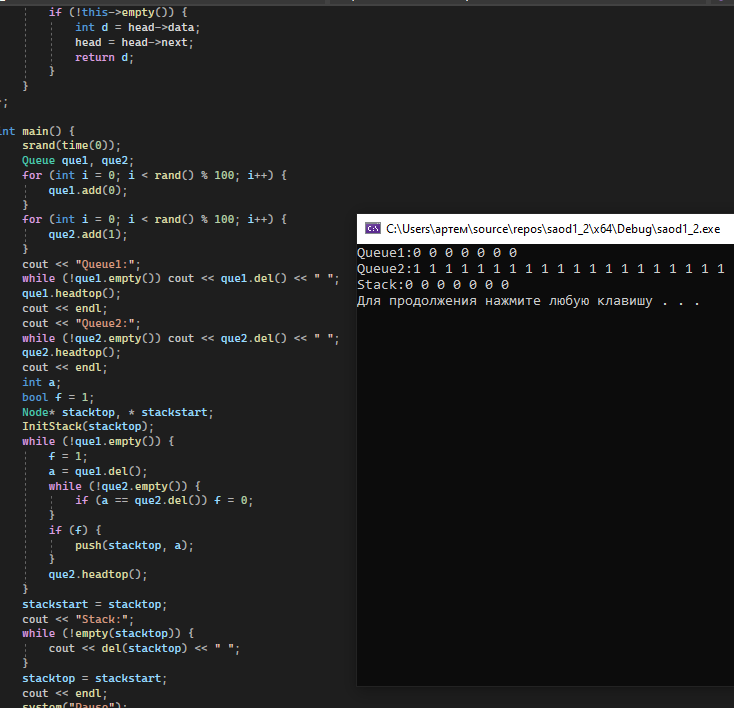 if (!this->empty()) {
int d = head->data;
head = head->next;
return d;
}
}
};
int main() {
srand(time(0));
Queue que1, que2;
for (int i = 0; i < rand() % 100; i++) {
que1.add(0);
}
for (int i = 0; i < rand() % 100; i++) {
que2.add(1);
}
cout << "Queue1:";
while (!que1.empty()) cout << que1.del() << " ";
que1.headtop();
cout << endl;
cout << "Queue2:";
while (!que2.empty()) cout << que2.del() << " ";
que2.headtop();
cout << endl;
int a;
bool f = 1;
Node* stacktop, * stackstart;
InitStack(stacktop);
while (!que1.empty()) {
f = 1;
a = que1.del();
while (!que2.empty()) {
if (a == que2.del()) f = 0;
}
if (f) {
push(stacktop, a);
}
que2.headtop();
}
stackstart = stacktop;
cout << "Stack:";
while (!empty(stacktop)) {
cout << del(stacktop) << " ";
}
stacktop = stackstart;
cout << endl;
system("Pause");
C:\Users\артем\source\repos\saod1_2\x64\Debug\saod1_2.exe
Queue1:0 0 0 0 0 0 0
Queue2:1 1 1 1 1 1 1 1 1 1 1 1 1 1 1 1 1 1 1 1
Stack:0 0 0 0 0 0 0
Для продолжения нажмите любую клавишу . . .